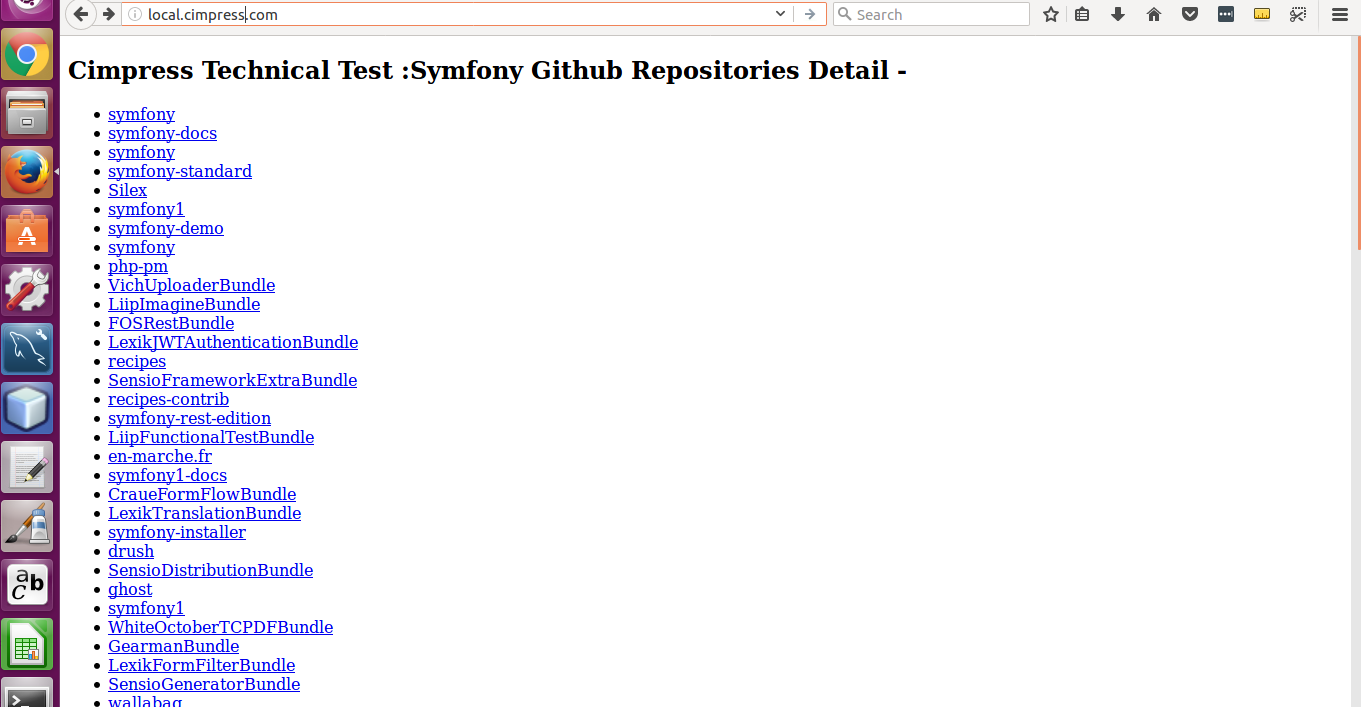 local.cimpress.com
Search
Cimpress Technical Test :Symfony Github Repositories Detail -
symfony
symfony-docs
symfony
symfony-standard
Silex
symfony1
symfony-demo
symfony
php-pm
VichUploaderBundle
LiipImagineBundle
FOSRestBundle
LexikJWTAuthenticationBundle
recipes
SensioFrameworkExtraBundle
recipes-contrib
symfony-rest-edition
LiipFunctionalTestBundle
en-marche.fr
symfony1-docs
CraueFormFlowBundle
LexikTranslationBundle
symfony-installer
drush
SensioDistributionBundle
ghost
symfony1
WhiteOctoberTCPDFBundle
GearmanBundle
LexikFormFilterBundle
SensioGeneratorBundle
wallabag